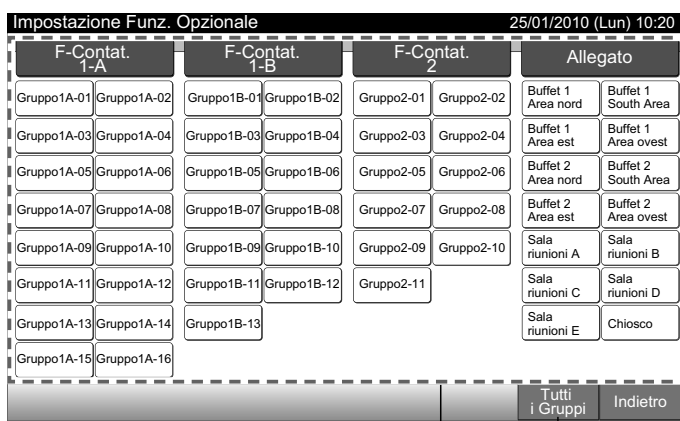 Impostazione Funz. Opzionale 25/01/2010 (Lun) 10:20
F-Contat.
1-A
F-Contat.
1-B
F-Contat.
2
Allegato
Gruppo1A-01 Gruppo1A-02 Gruppo1B-01 Gruppo1B-02 Gruppo2-01 Gruppo2-02
Buffet 1
Area nord
Buffet 1
South Area
Gruppo1A-03 Gruppo1A-04 Gruppo1B-03 Gruppo1B-04 Gruppo2-03 Gruppo2-04
Buffet 1
Area est
Buffet 1
Area ovest
Gruppo1A-05 Gruppo1A-06 Gruppo1B-05 Gruppo1B-06 Gruppo2-05 Gruppo2-06
Buffet 2
Area nord
Buffet 2
South Area
Gruppo1A-07 Gruppo1A-08 Gruppo1B-07 Gruppo1B-08 Gruppo2-07 Gruppo2-08
Buffet 2
Area est
Buffet 2
Area ovest
Gruppo1A-09 Gruppo1A-10 Gruppo1B-09 Gruppo1B-10 Gruppo2-09 Gruppo2-10
Sala
riunioni A
Sala
riunioni B
Gruppo1A-11 Gruppo1A-12 Gruppo1B-11 Gruppo1B-12 Gruppo2-11
Sala
riunioni C
Sala
riunioni D
Gruppo1A-13 Gruppo1A-14 Gruppo1B-13
Sala
riunioni E
Chiosco
Gruppo1A-15 Gruppo1A-16
Tutti
i Gruppi
Indietro